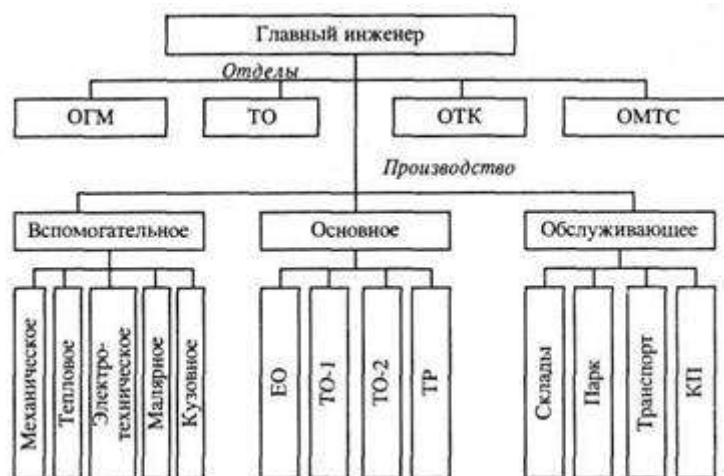 Главный инженер
Отделы
ОГМ
ТО
ОТК
ОМТС
Производство
Вспомогательное
Основное
Обслуживающее
Механическое
Тепловое
Электро-
техническое
Малярное
Кузовное
ЕО
ТО-1
ТО-2
ТР
Склады
Парк
Транспорт
КП